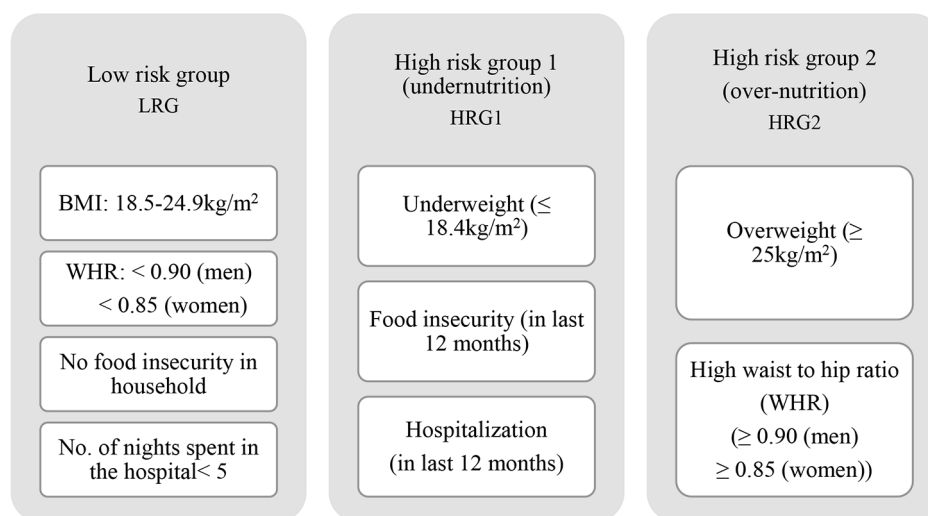 Low risk group
LRG
BMI: 18.5-24.9kg/m²
WHR: < 0.90 (men)
< 0.85 (women)
No food insecurity in
household
No. of nights spent in
the hospital< 5
High risk group 1
(undernutrition)
HRG1
Underweight (≤
18.4kg/m²)
Food insecurity (in last
12 months)
Hospitalization
(in last 12 months)
High risk group 2
(over-nutrition)
HRG2
Overweight (≥
25kg/m²)
High waist to hip ratio
(WHR)
(≥ 0.90 (men)
≥ 0.85 (women))